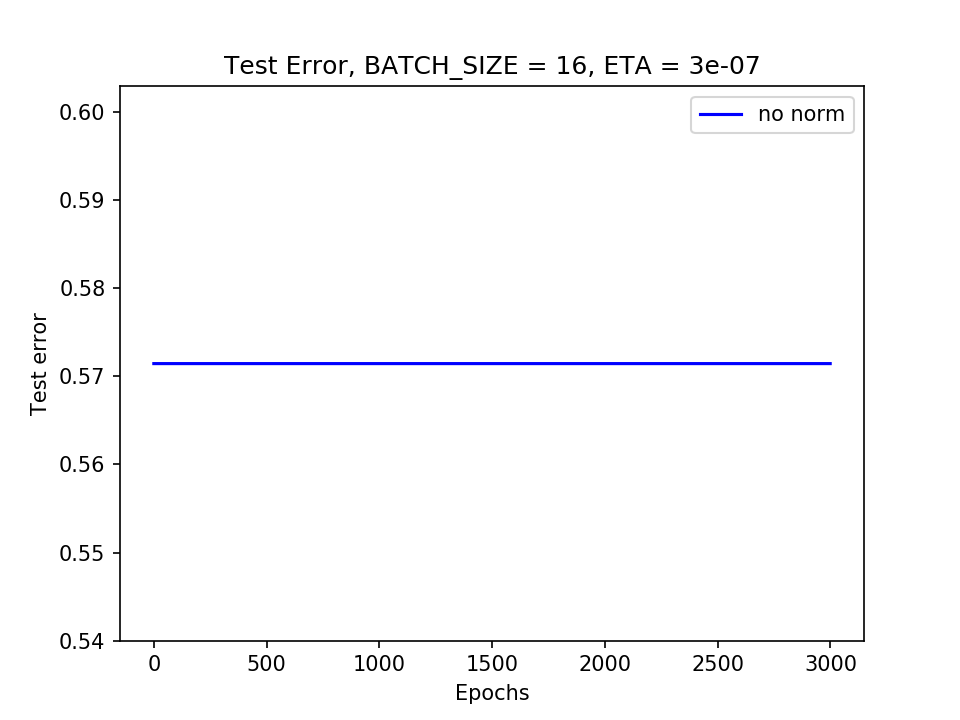 Test Error, BATCH_SIZE = 16, ETA = 3e-07
no norm
0.60
0.59
0.58
0.57
0.56
0.55
0.54
Test error
0 500 1000 1500 2000 2500 3000
Epochs